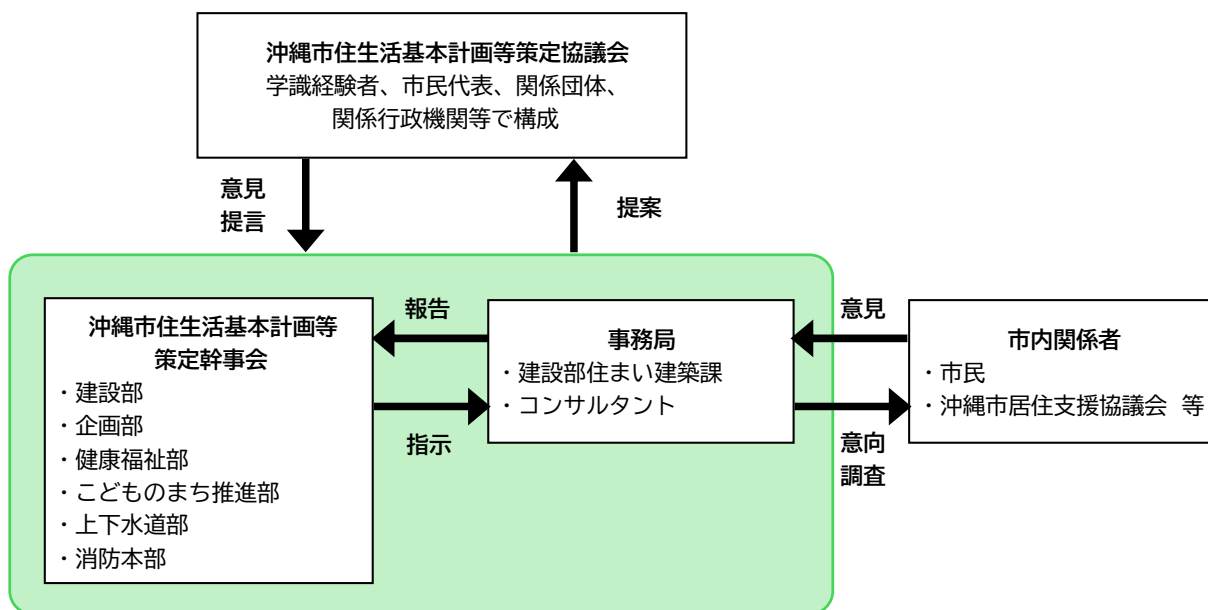 沖縄市住生活基本計画等策定協議会
学識経験者、市民代表、関係団体、
関係行政機関等で構成
意見
提言
提案
沖縄市住生活基本計画等
策定幹事会
・建設部
・企画部
・健康福祉部
・こどものまち推進部
・上下水道部
・消防本部
報告
指示
事務局
・建設部住まい建築課
・コンサルタント
意見
意向
調査
市内関係者
・市民
・沖縄市居住支援協議会 等